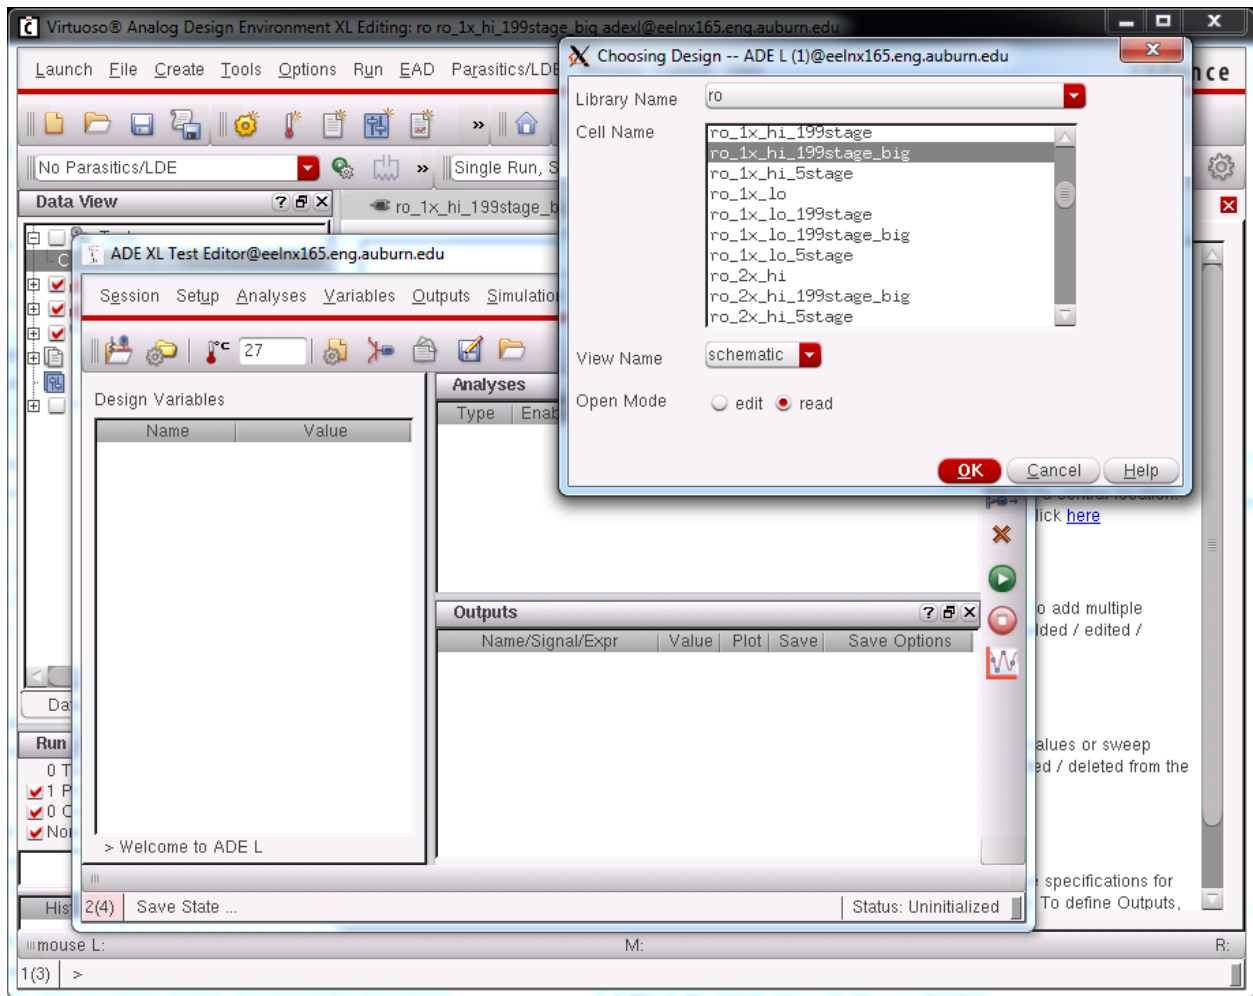 Virtuoso® Analog Design Environment XL Editing: ro ro_1x_hi_199stage_big adexl@eelnx165.eng.auburn.edu
Launch File Create Tools Options Run EAD Parasitics/LDE
nce
No Parasitics/LDE
Single Run, S
Data View
ro_1x_hi_199stage_b
Choosing Design -- ADE L (1)@eelnx165.eng.auburn.edu
Library Name ro
Cell Name
ro_1x_hi_199stage
ro_1x_hi_199stage_big
ro_1x_hi_5stage
ro_1x_lo
ro_1x_lo_199stage
ro_1x_lo_199stage_big
ro_1x_lo_5stage
ro_2x_hi
ro_2x_hi_199stage_big
ro_2x_hi_5stage
View Name schematic
Open Mode edit read
OK Cancel Help
ADE XL Test Editor@eelnx165.eng.auburn.edu
Session Setup Analyses Variables Outputs Simulatio
°C 27
Design Variables
Name Value
Analyses
Type Enab
Outputs
Name/Signal/Expr Value Plot Save Save Options
> Welcome to ADE L
2(4) Save State ... Status: Uninitialized
lick here
o add multiple
dded / edited /
alues or sweep
ed / deleted from the
specifications for
To define Outputs,
Da
Run
0 T
1 P
0 C
No
His
mouse L: M: R:
1(3) >